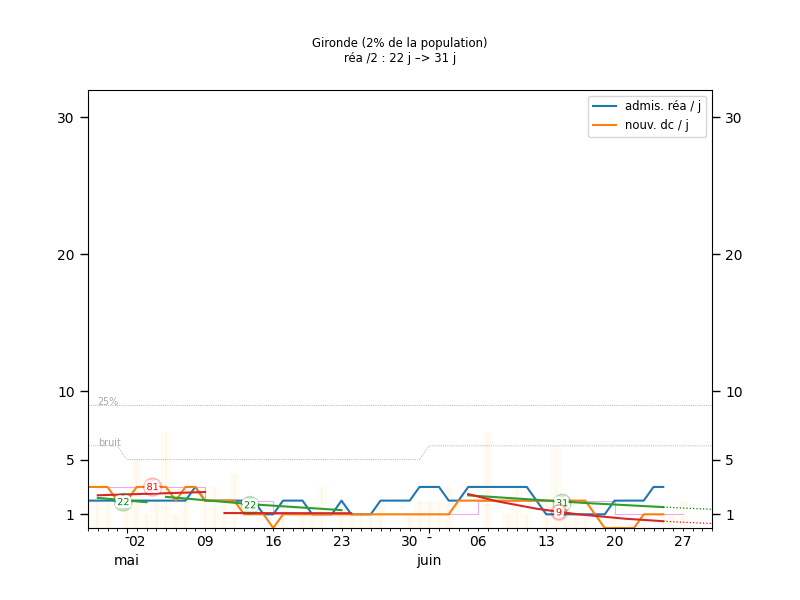 Gironde (2% de la population)
réa /2 : 22 j –> 31 j
admis. réa / j
nouv. dc / j
30 30
20 20
10 10
25%
bruit
5 5
81
22
22
31
9
1 1
02 09 16 23 30 06 13 20 27
mai juin